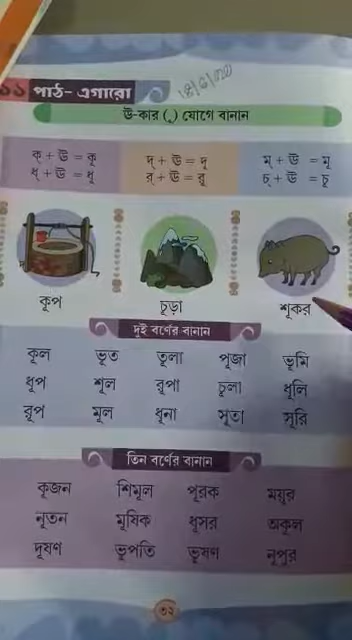 ১১ পাঠ- এগারো
ঊ-কার (ূ) যোগে বানান
ক্ + ঊ = কূ দ্ + ঊ = দূ ম্ + ঊ = মূ
ধ্ + ঊ = ধূ র্ + ঊ = রূ চ্ + ঊ = চূ
কূপ চূড়া শূকর
দুই বর্ণের বানান
কূল ভূত তূলা পূজা ভূমি
ধূপ শূল রূপা চূলা ধূলি
রূপ মূল ধূনা সূতা সূরি
তিন বর্ণের বানান
কূজন শিমূল পূরক ময়ূর
নূতন মূষিক ধূসর অকূল
দূষণ ভূপতি ভূষণ নূপুর
৩২